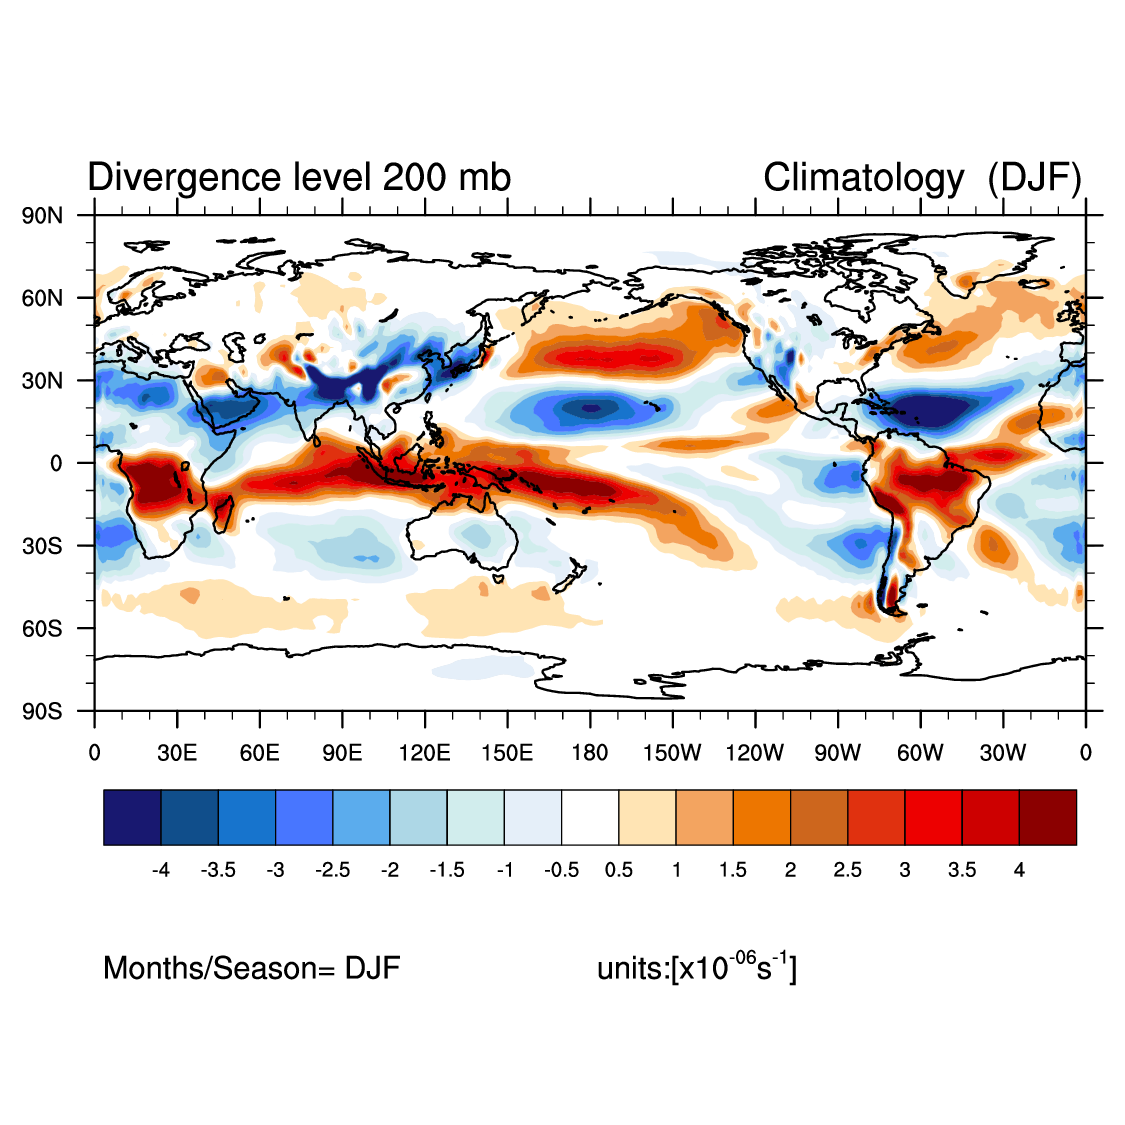 Divergence level 200 mb
Climatology (DJF)
90N
60N
30N
0
30S
60S
90S
0 30E 60E 90E 120E 150E 180 150W 120W 90W 60W 30W 0
-4 -3.5 -3 -2.5 -2 -1.5 -1 -0.5 0.5 1 1.5 2 2.5 3 3.5 4
Months/Season= DJF
units:[x10⁻⁰⁶s⁻¹]